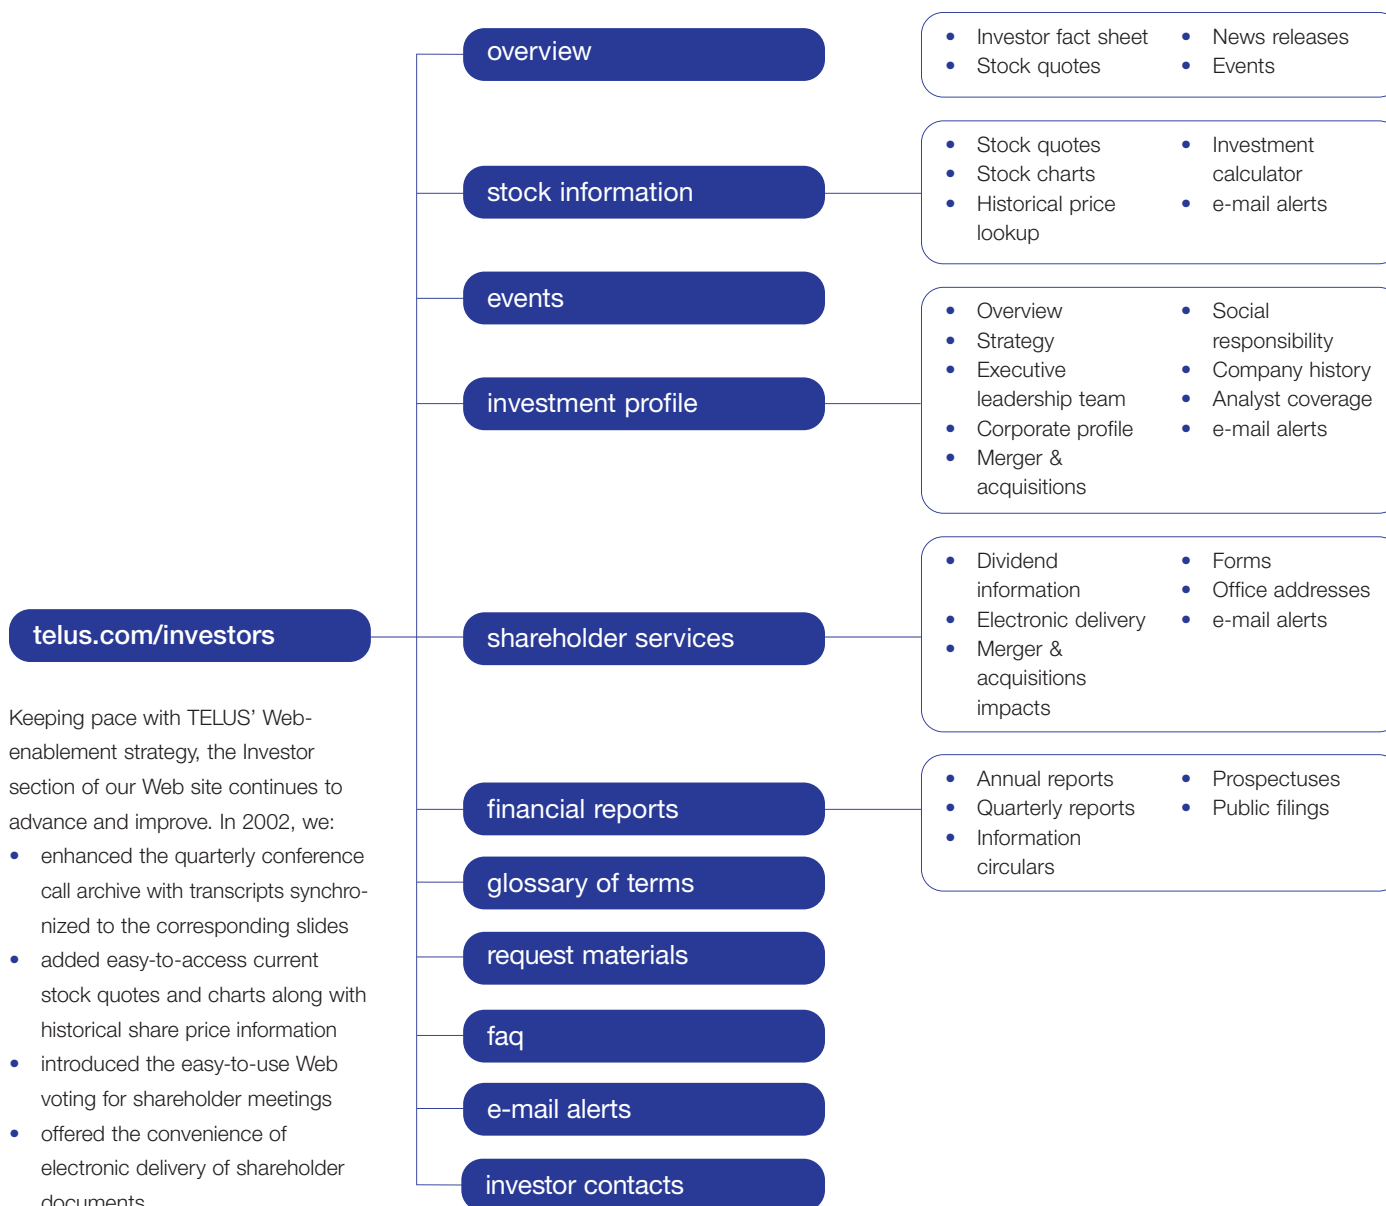 overview
• Investor fact sheet
• Stock quotes
• News releases
• Events
stock information
• Stock quotes
• Stock charts
• Historical price
lookup
• Investment
calculator
• e-mail alerts
events
investment profile
• Overview
• Strategy
• Executive
leadership team
• Corporate profile
• Merger &
acquisitions
• Social
responsibility
• Company history
• Analyst coverage
• e-mail alerts
telus.com/investors
shareholder services
• Dividend
information
• Electronic delivery
• Merger &
acquisitions
impacts
• Forms
• Office addresses
• e-mail alerts
Keeping pace with TELUS’ Web-
enablement strategy, the Investor
section of our Web site continues to
advance and improve. In 2002, we:
• enhanced the quarterly conference
call archive with transcripts synchro-
nized to the corresponding slides
• added easy-to-access current
stock quotes and charts along with
historical share price information
• introduced the easy-to-use Web
voting for shareholder meetings
• offered the convenience of
electronic delivery of shareholder
documents
financial reports
• Annual reports
• Quarterly reports
• Information
circulars
• Prospectuses
• Public filings
glossary of terms
request materials
faq
e-mail alerts
investor contacts